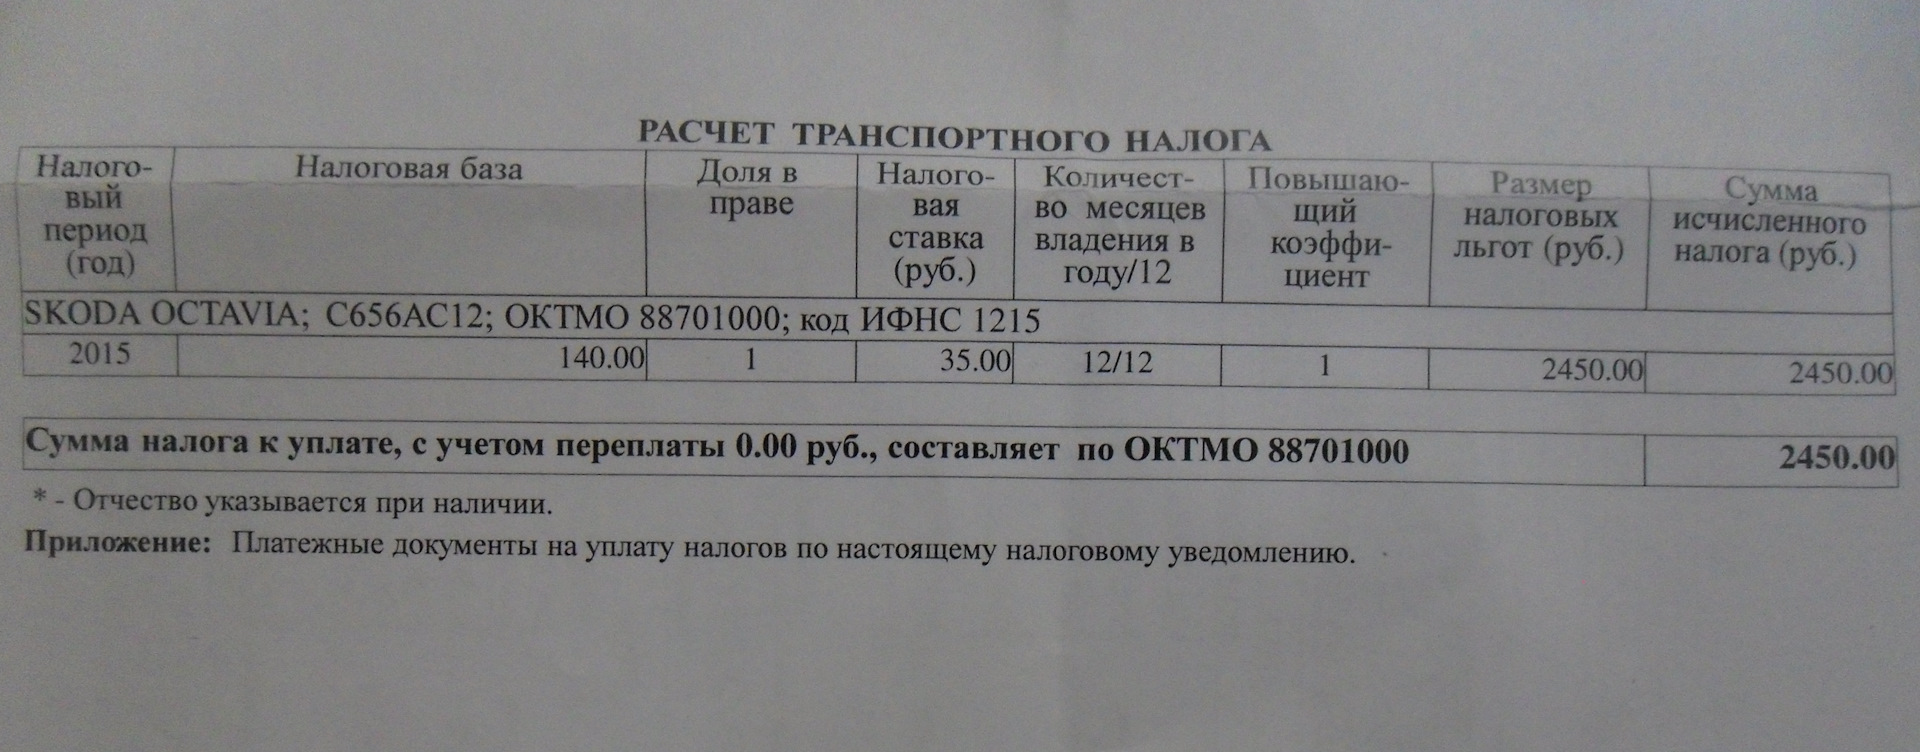 РАСЧЕТ ТРАНСПОРТНОГО НАЛОГА
Налого- вый период (год) Налоговая база Доля в праве Налого- вая ставка (руб.) Количест- во месяцев владения в году/12 Повышаю- щий коэффи- циент Размер налоговых льгот (руб.) Сумма исчисленного налога (руб.)
SKODA OCTAVIA; С656АС12; ОКТМО 88701000; код ИФНС 1215
2015 140.00 1 35.00 12/12 1 2450.00 2450.00
Сумма налога к уплате, с учетом переплаты 0.00 руб., составляет по ОКТМО 88701000 2450.00
* - Отчество указывается при наличии.
Приложение: Платежные документы на уплату налогов по настоящему налоговому уведомлению.